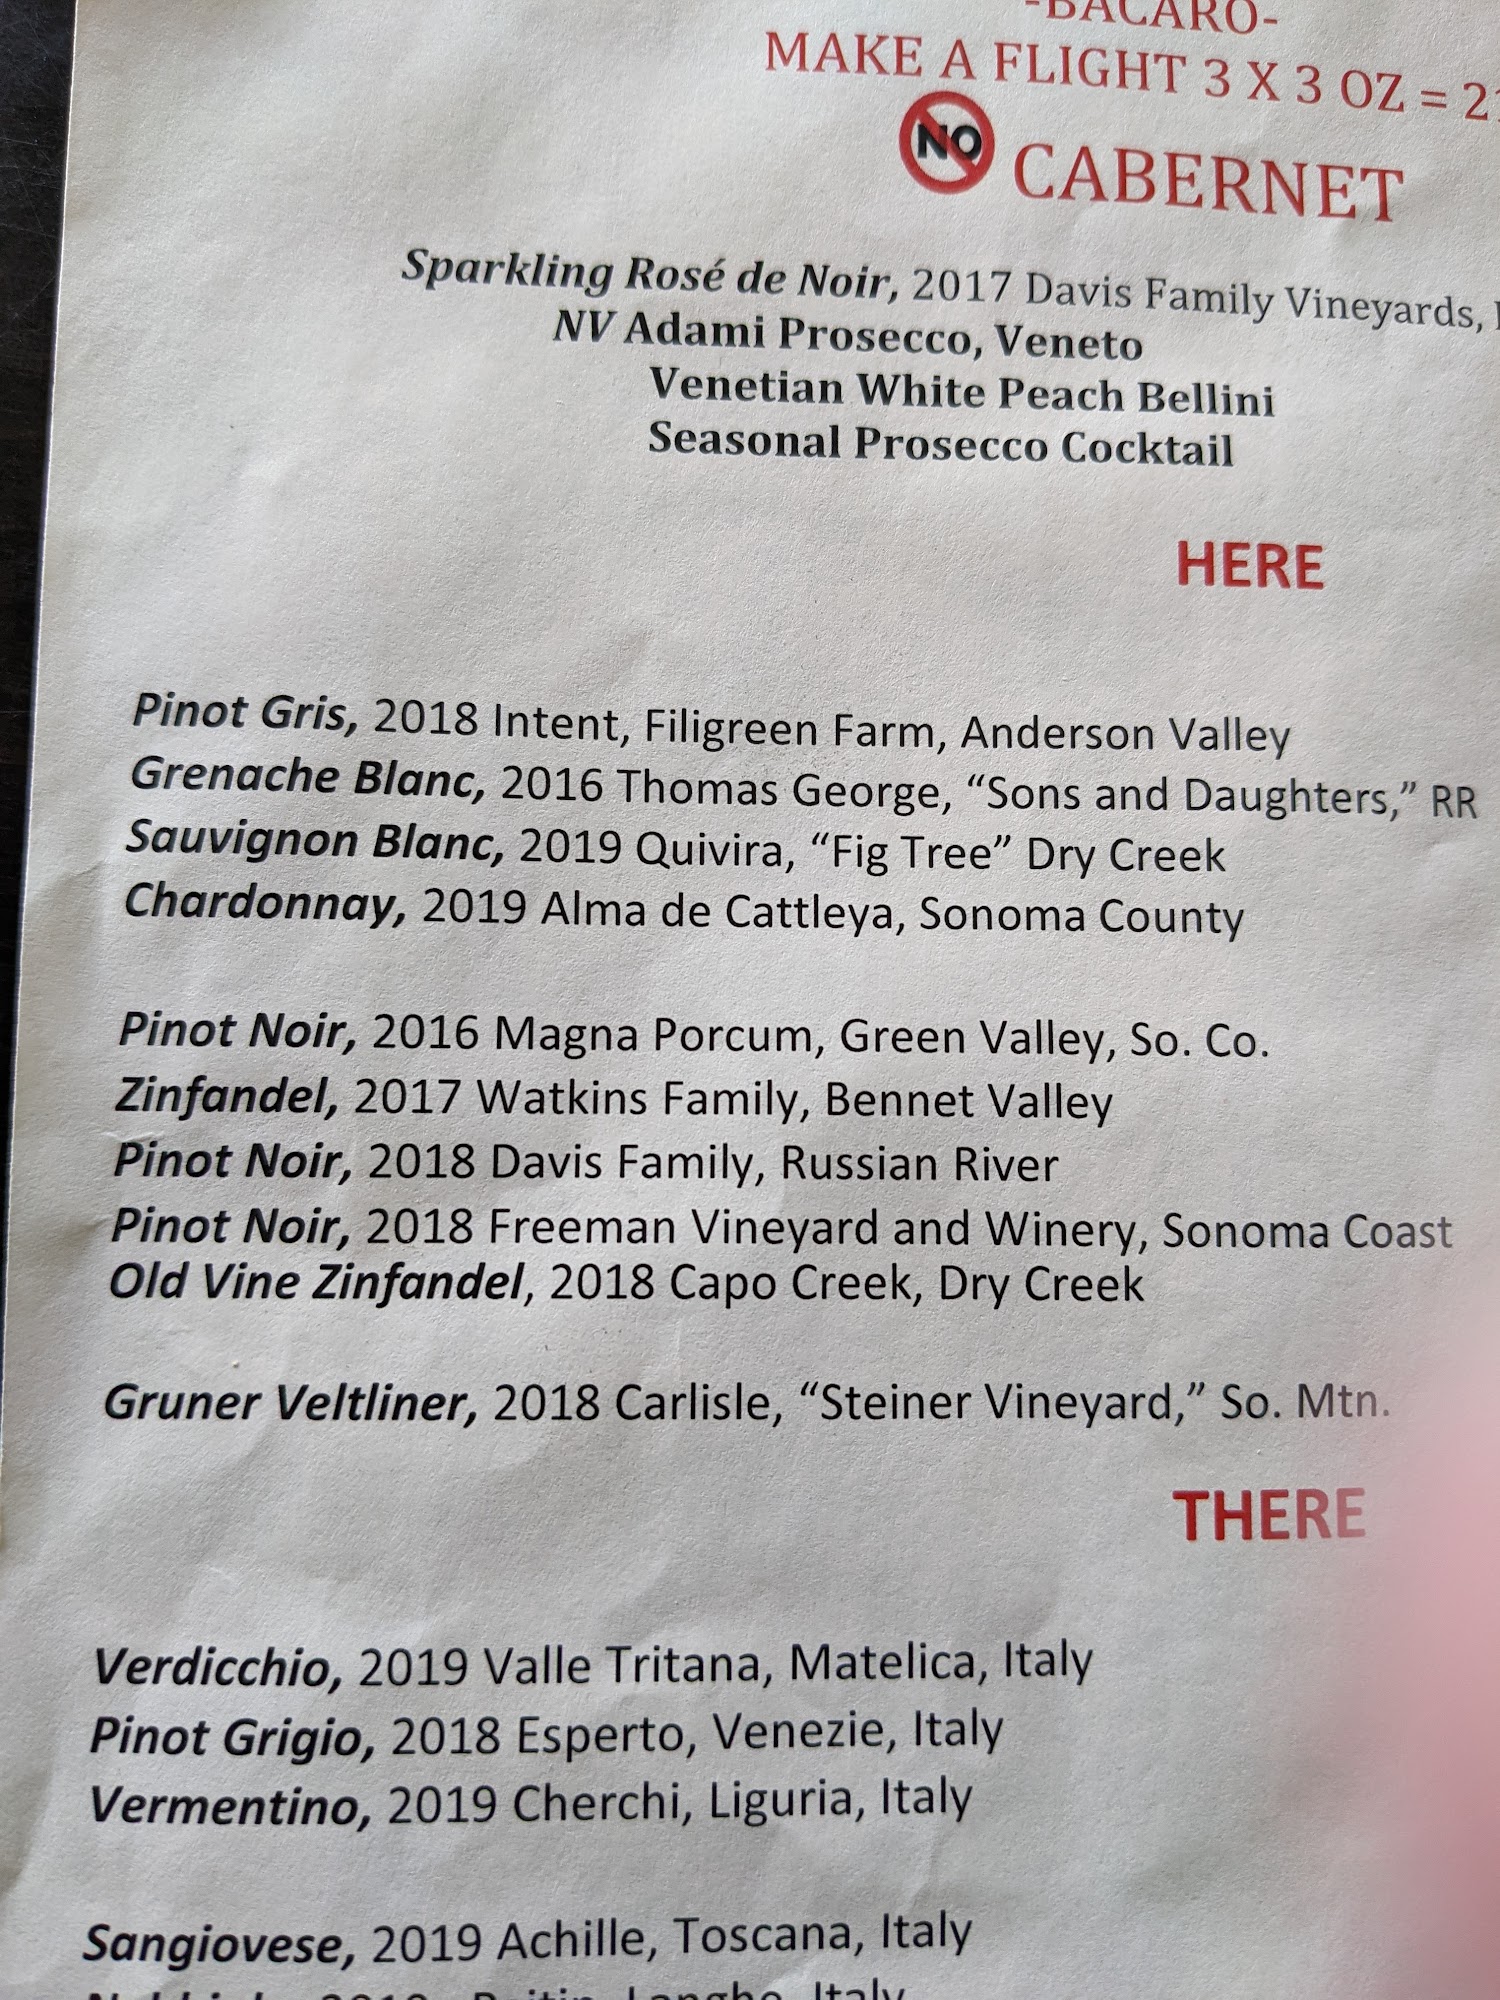 -BACARO-
MAKE A FLIGHT 3 X 3 OZ =
NO CABERNET
Sparkling Rosé de Noir, 2017 Davis Family Vineyards,
NV Adami Prosecco, Veneto
Venetian White Peach Bellini
Seasonal Prosecco Cocktail
HERE
Pinot Gris, 2018 Intent, Filigreen Farm, Anderson Valley
Grenache Blanc, 2016 Thomas George, “Sons and Daughters,” RR
Sauvignon Blanc, 2019 Quivira, “Fig Tree” Dry Creek
Chardonnay, 2019 Alma de Cattleya, Sonoma County
Pinot Noir, 2016 Magna Porcum, Green Valley, So. Co.
Zinfandel, 2017 Watkins Family, Bennet Valley
Pinot Noir, 2018 Davis Family, Russian River
Pinot Noir, 2018 Freeman Vineyard and Winery, Sonoma Coast
Old Vine Zinfandel, 2018 Capo Creek, Dry Creek
Gruner Veltliner, 2018 Carlisle, “Steiner Vineyard,” So. Mtn.
THERE
Verdicchio, 2019 Valle Tritana, Matelica, Italy
Pinot Grigio, 2018 Esperto, Venezie, Italy
Vermentino, 2019 Cherchi, Liguria, Italy
Sangiovese, 2019 Achille, Toscana, Italy
Langhe, Italy